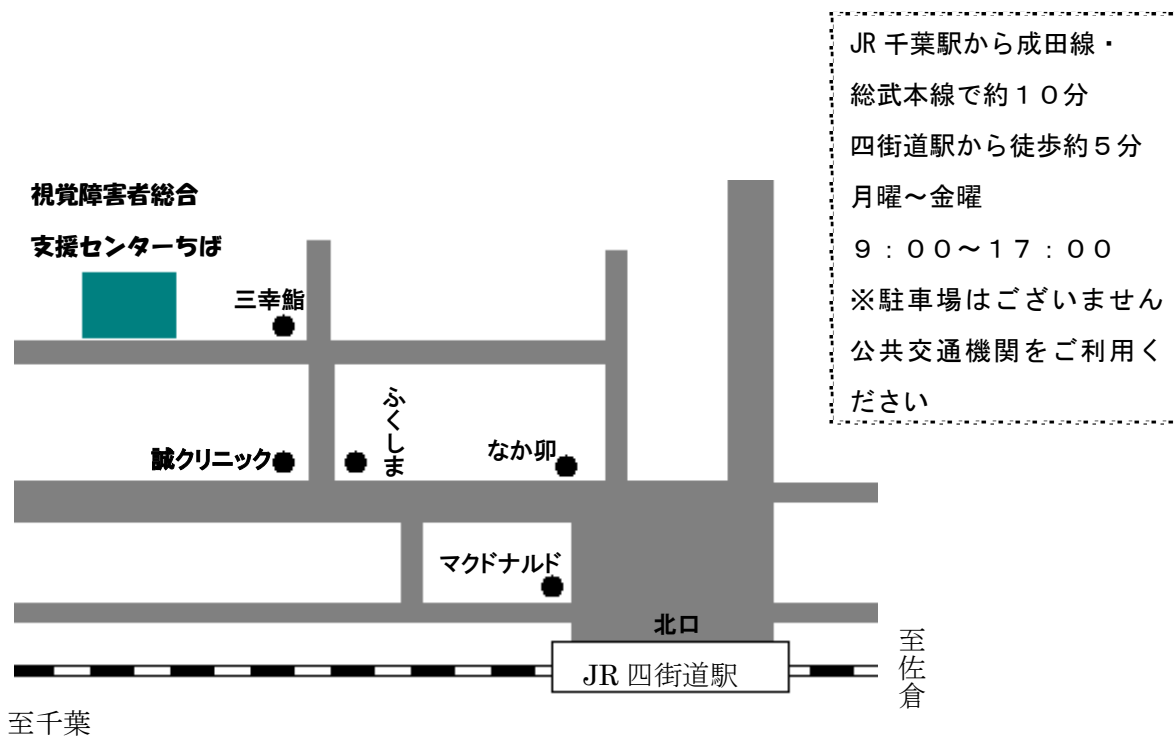 JR 千葉駅から成田線・
総武本線で約１０分
四街道駅から徒歩約５分
月曜～金曜
９：００～１７：００
※駐車場はございません
公共交通機関をご利用く
ださい
視覚障害者総合
支援センターちば
三幸鮨
ふくしま
誠クリニック
なか卯
マクドナルド
北口
JR 四街道駅
至佐倉
至千葉